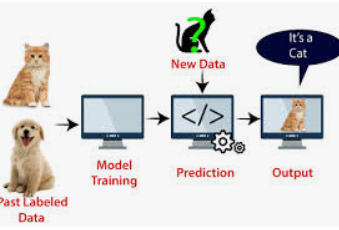 It's a
Cat
?
New Data
</>
Model
Training
Prediction
Output
Past Labeled
Data